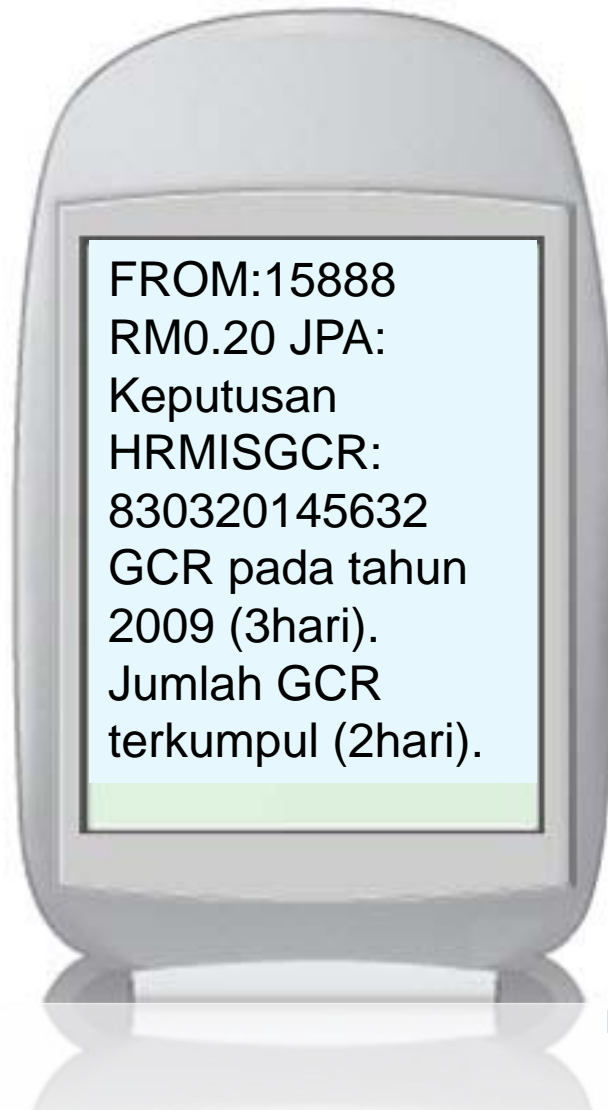 FROM:15888
RM0.20 JPA:
Keputusan
HRMISGCR:
830320145632
GCR pada tahun
2009 (3hari).
Jumlah GCR
terkumpul (2hari).